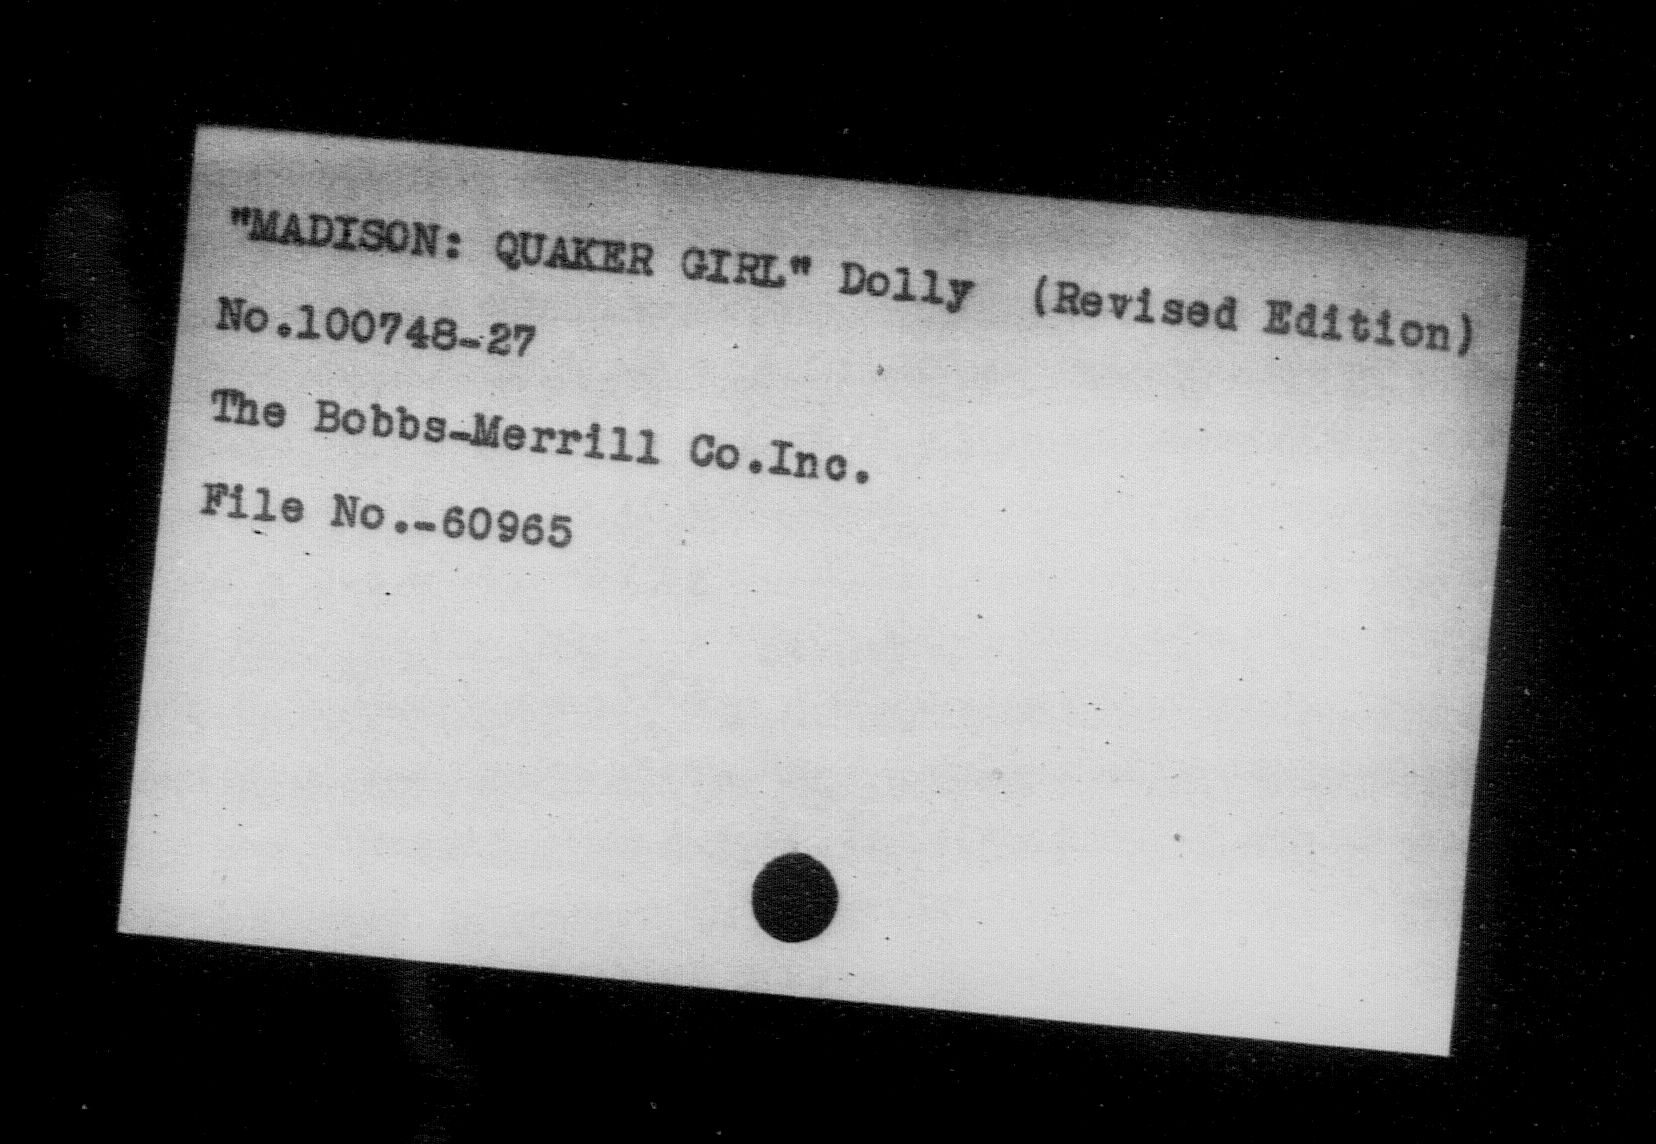 "MADISON: QUAKER GIRL" Dolly (Revised Edition)
No.100748-27
The Bobbs-Merrill Co.Inc.
File No.-60965